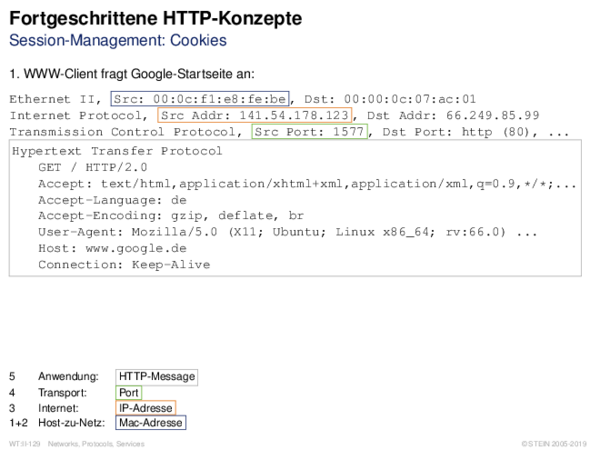 Fortgeschrittene HTTP-Konzepte
Session-Management: Cookies
1. WWW-Client fragt Google-Startseite an:
Ethernet II, Src: 00:0c:f1:e8:fe:be, Dst: 00:00:0c:07:ac:01
Internet Protocol, Src Addr: 141.54.178.123, Dst Addr: 66.249.85.99
Transmission Control Protocol, Src Port: 1577, Dst Port: http (80), ...
Hypertext Transfer Protocol
GET / HTTP/2.0
Accept: text/html,application/xhtml+xml,application/xml,q=0.9,*/*;...
Accept-Language: de
Accept-Encoding: gzip, deflate, br
User-Agent: Mozilla/5.0 (X11; Ubuntu; Linux x86_64; rv:66.0) ...
Host: www.google.de
Connection: Keep-Alive
5 Anwendung: HTTP-Message
4 Transport: Port
3 Internet: IP-Adresse
1+2 Host-zu-Netz: Mac-Adresse
WT:II-129 Networks, Protocols, Services © STEIN 2005-2019